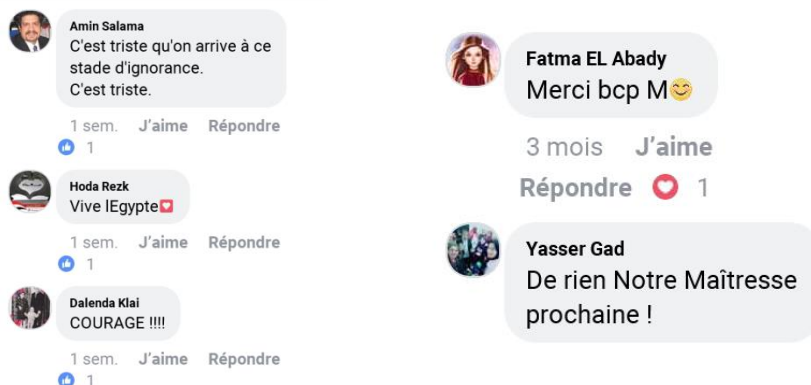 Amin Salama
C'est triste qu'on arrive à ce
stade d'ignorance.
C'est triste.
1 sem. J'aime Répondre
1
Hoda Rezk
Vive lEgypte
1 sem. J'aime Répondre
1
Dalenda Klai
COURAGE !!!!
1 sem. J'aime Répondre
1
Fatma EL Abady
Merci bcp M😊
3 mois J'aime
Répondre 1
Yasser Gad
De rien Notre Maîtresse
prochaine !